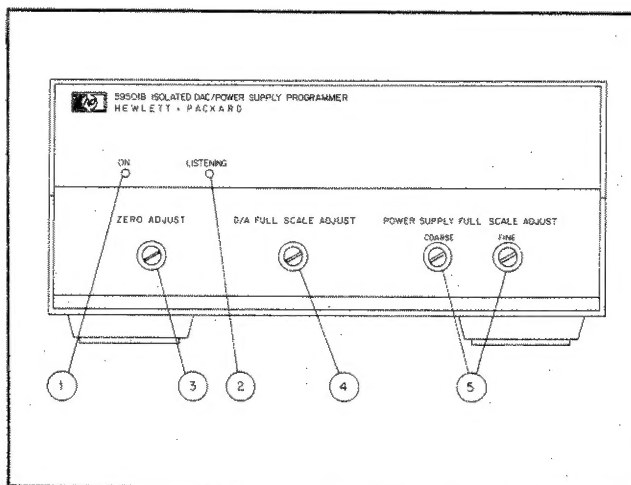 hp 59501B ISOLATED DAC/POWER SUPPLY PROGRAMMER
HEWLETT • PACKARD
ON LISTENING
ZERO ADJUST D/A FULL SCALE ADJUST POWER SUPPLY FULL SCALE ADJUST
COARSE FINE
1 3 2 4 5